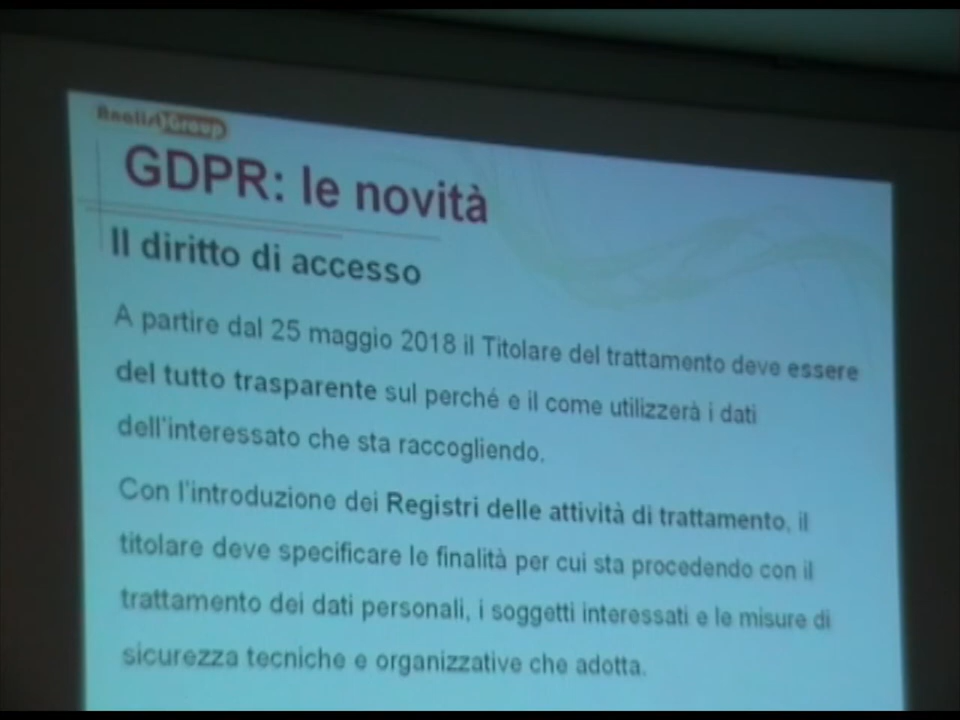 AnalistGroup
GDPR: le novità
Il diritto di accesso
A partire dal 25 maggio 2018 il Titolare del trattamento deve essere
del tutto trasparente sul perché e il come utilizzerà i dati
dell'interessato che sta raccogliendo.
Con l'introduzione dei Registri delle attività di trattamento, il
titolare deve specificare le finalità per cui sta procedendo con il
trattamento dei dati personali, i soggetti interessati e le misure di
sicurezza tecniche e organizzative che adotta.